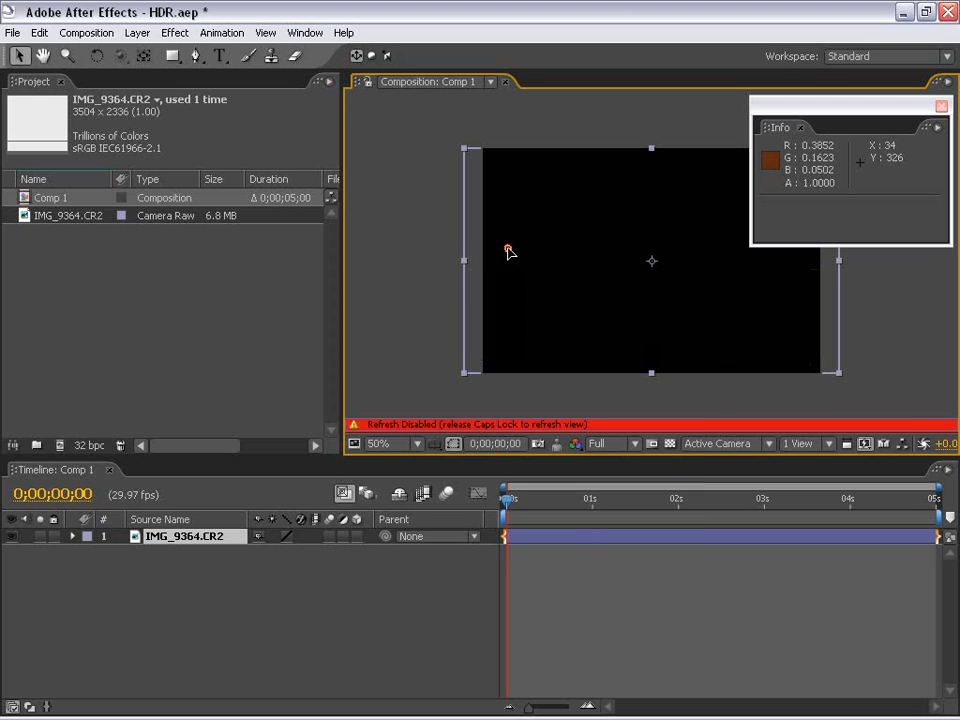 Adobe After Effects - HDR.aep *
File Edit Composition Layer Effect Animation View Window Help
Workspace: Standard
Project
Composition: Comp 1
IMG_9364.CR2 , used 1 time
3504 x 2336 (1.00)
Trillions of Colors
sRGB IEC61966-2.1
Info
R : 0.3852
G : 0.1623
B : 0.0502
A : 1.0000
X : 34
Y : 326
Name Type Size Duration File
Comp 1 Composition Δ 0;00;05;00
IMG_9364.CR2 Camera Raw 6.8 MB
Refresh Disabled (release Caps Lock to refresh view)
32 bpc
50% 0;00;00;00 Full Active Camera 1 View +0.0
Timeline: Comp 1
0;00;00;00 (29.97 fps)
01s 02s 03s 04s 05s
# Source Name Parent
1 IMG_9364.CR2 None